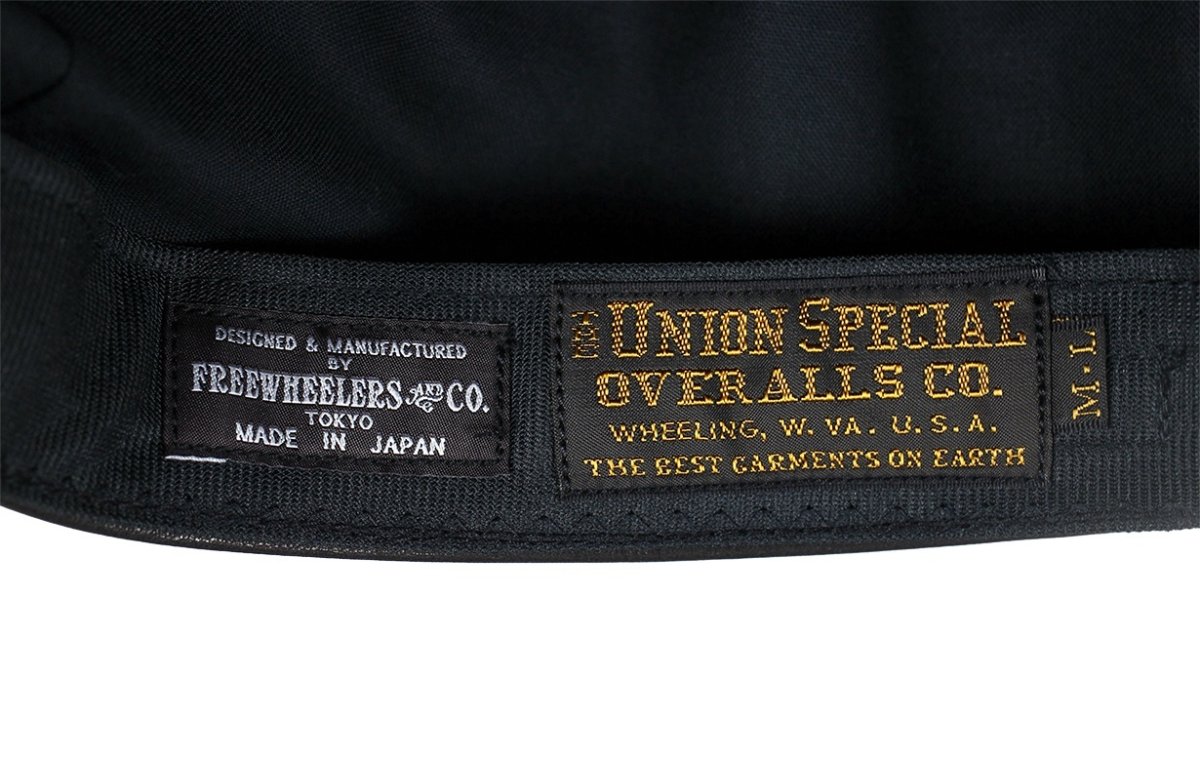 DESIGNED & MANUFACTURED
BY
FREEWHEELERS AND CO.
TOKYO
MADE IN JAPAN
THE UNION SPECIAL
OVERALLS CO.
WHEELING, W. VA. U.S.A.
THE BEST GARMENTS ON EARTH
M-L